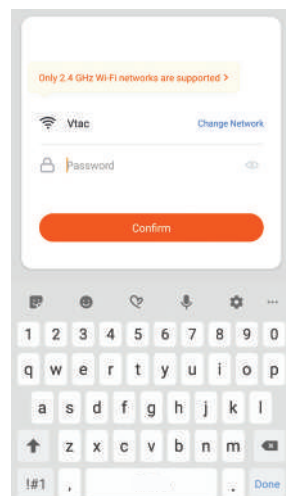 Only 2.4 GHz Wi-Fi networks are supported >
Vtac Change Network
Password
Confirm
1 2 3 4 5 6 7 8 9 0
q w e r t y u i o p
a s d f g h j k l
z x c v b n m
!#1 , . Done